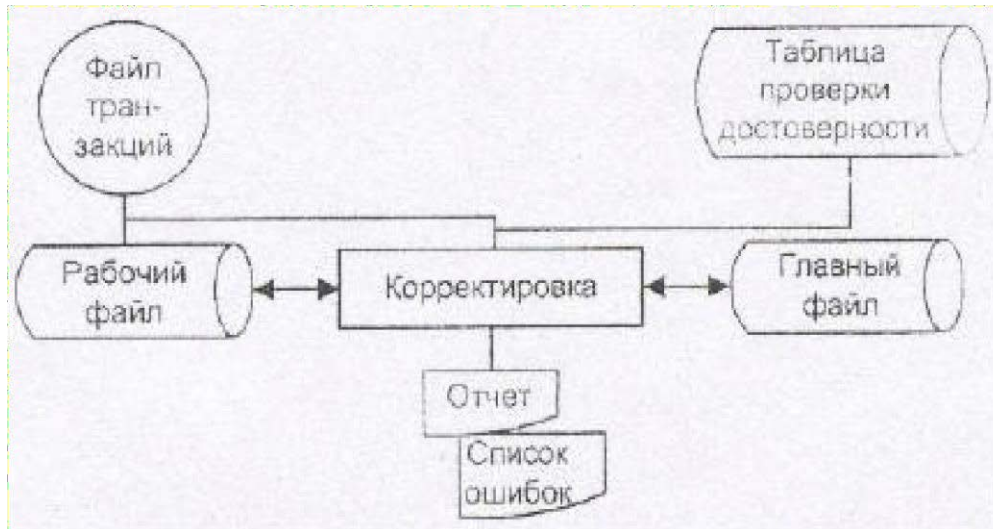 Файл
тран-
закций
Таблица
проверки
достоверности
Рабочий
файл
Корректировка
Главный
файл
Отчет
Список
ошибок